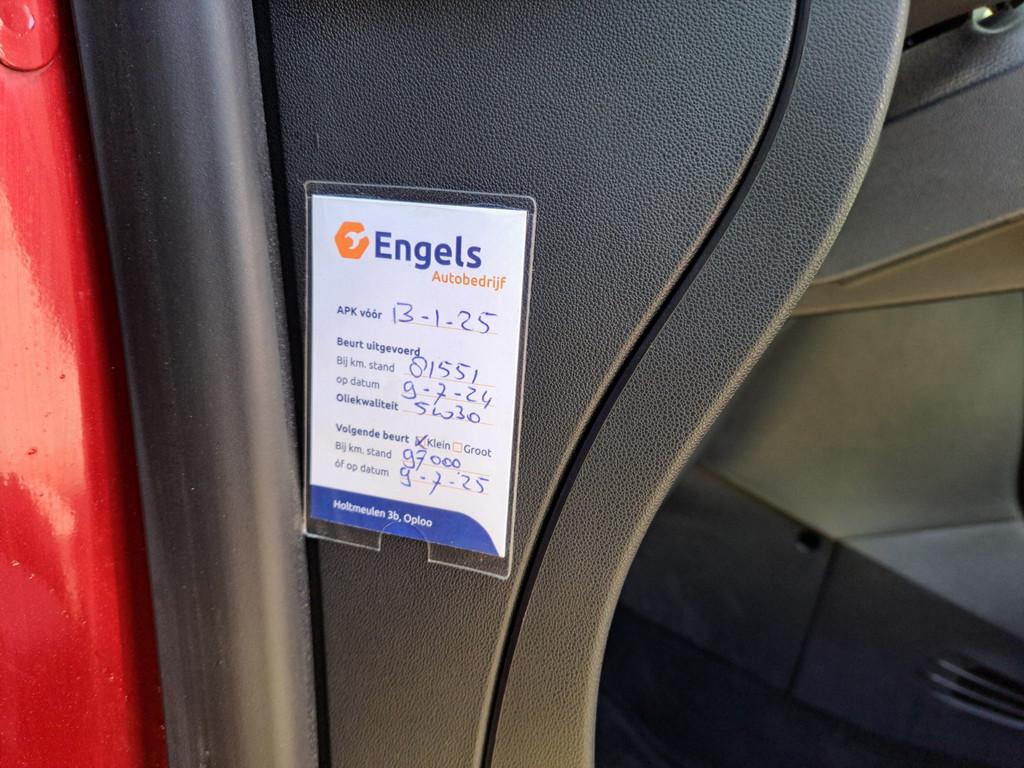 Engels
Autobedrijf
APK vóór 13-1-25
Beurt uitgevoerd
Bij km. stand 81551
op datum 9-7-24
Oliekwaliteit 5W30
Volgende beurt ☒ Klein ☐ Groot
Bij km. stand 97000
óf op datum 9-7-25
Holtmeulen 3b, Oploo